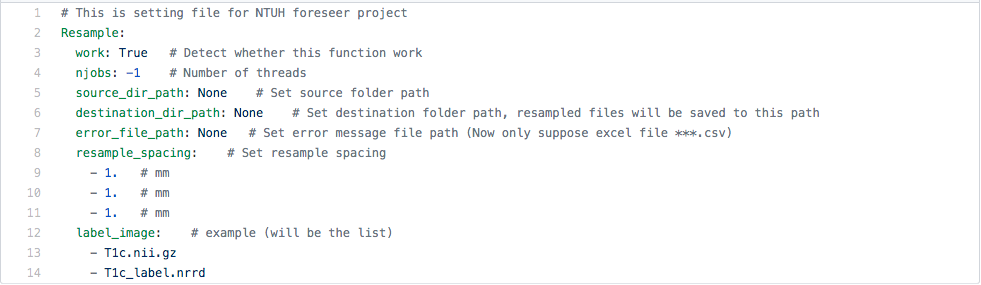 1 # This is setting file for NTUH foreseer project
2 Resample:
3   work: True   # Detect whether this function work
4   njobs: -1    # Number of threads
5   source_dir_path: None    # Set source folder path
6   destination_dir_path: None    # Set destination folder path, resampled files will be saved to this path
7   error_file_path: None   # Set error message file path (Now only suppose excel file ***.csv)
8   resample_spacing:    # Set resample spacing
9     - 1.   # mm
10     - 1.   # mm
11     - 1.   # mm
12   label_image:    # example (will be the list)
13     - T1c.nii.gz
14     - T1c_label.nrrd